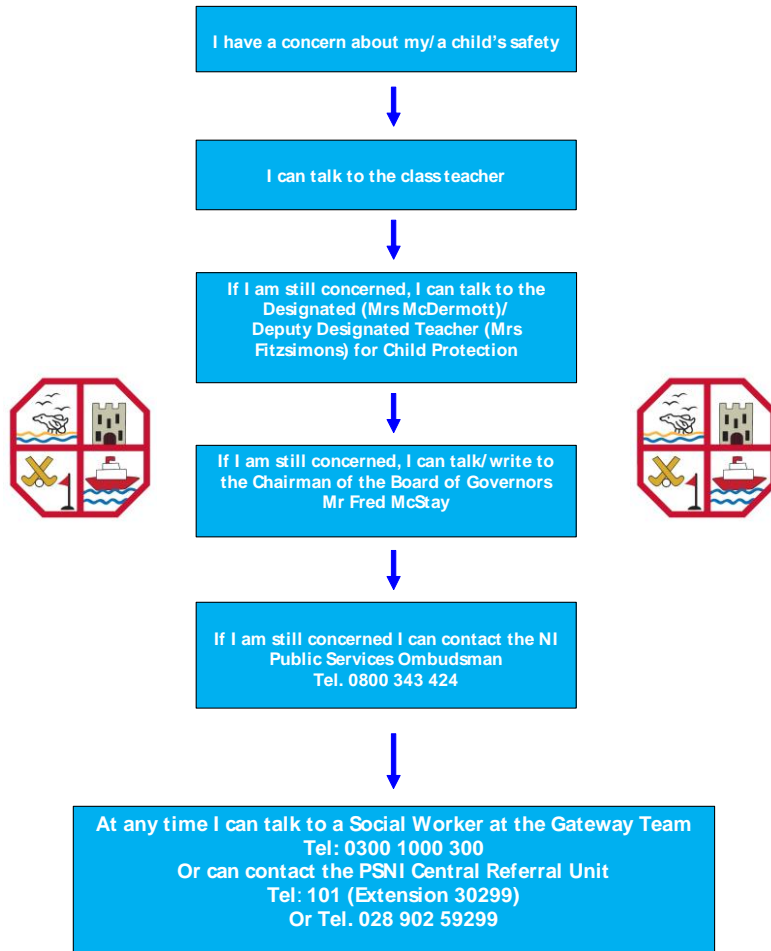 I have a concern about my/a child's safety
I can talk to the class teacher
If I am still concerned, I can talk to the
Designated (Mrs McDermott)/
Deputy Designated Teacher (Mrs
Fitzsimons) for Child Protection
If I am still concerned, I can talk/write to
the Chairman of the Board of Governors
Mr Fred McStay
If I am still concerned I can contact the NI
Public Services Ombudsman
Tel. 0800 343 424
At any time I can talk to a Social Worker at the Gateway Team
Tel: 0300 1000 300
Or can contact the PSNI Central Referral Unit
Tel: 101 (Extension 30299)
Or Tel. 028 902 59299